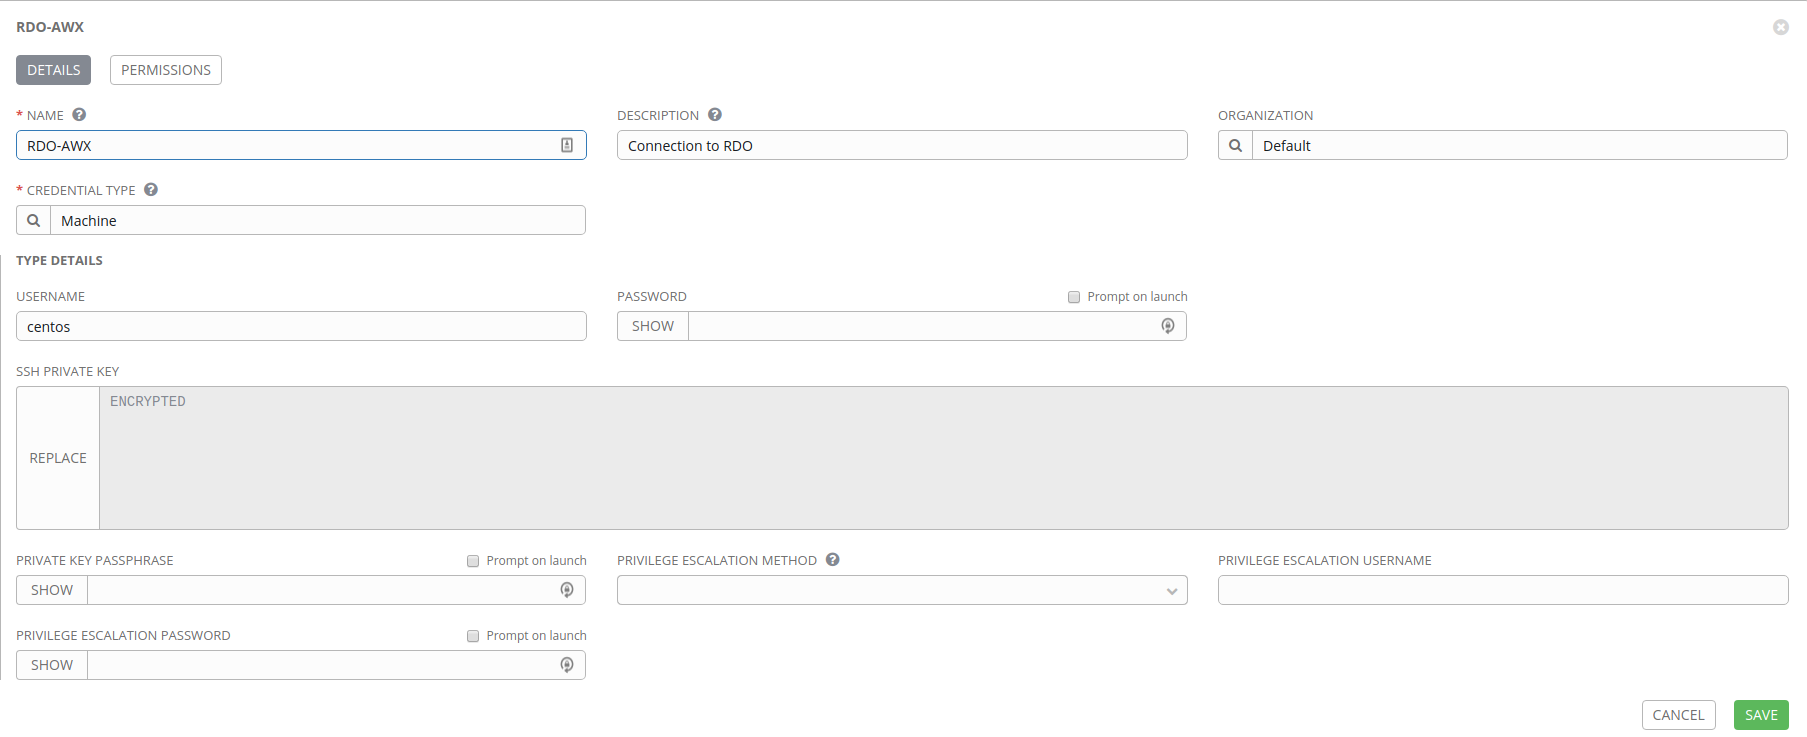 RDO-AWX
DETAILS PERMISSIONS
* NAME ? DESCRIPTION ? ORGANIZATION
RDO-AWX Connection to RDO Default
* CREDENTIAL TYPE ?
Machine
TYPE DETAILS
USERNAME PASSWORD Prompt on launch
centos SHOW
SSH PRIVATE KEY
ENCRYPTED
REPLACE
PRIVATE KEY PASSPHRASE Prompt on launch PRIVILEGE ESCALATION METHOD ? PRIVILEGE ESCALATION USERNAME
SHOW
PRIVILEGE ESCALATION PASSWORD Prompt on launch
SHOW
CANCEL SAVE